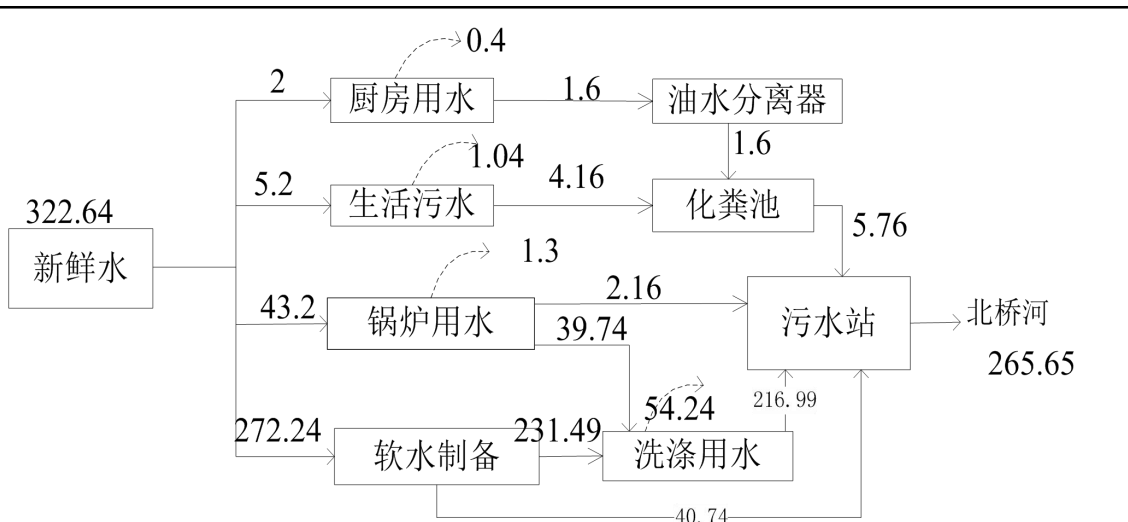 0.4
2
厨房用水
1.6
油水分离器
1.6
1.04
5.2
生活污水
4.16
化粪池
5.76
322.64
新鲜水
1.3
43.2
锅炉用水
2.16
39.74
污水站
北桥河
265.65
272.24
软水制备
231.49
54.24
洗涤用水
216.99
40.74